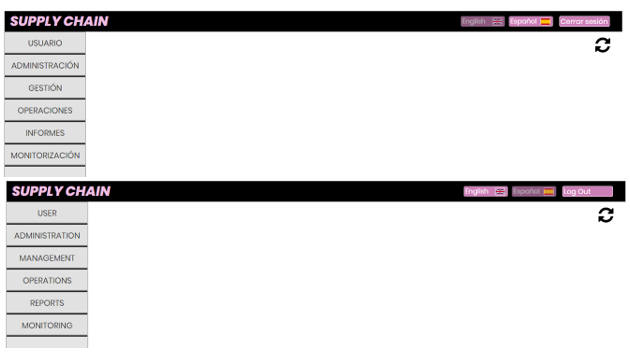 SUPPLY CHAIN English Español Cerrar sesión
USUARIO
ADMINISTRACIÓN
GESTIÓN
OPERACIONES
INFORMES
MONITORIZACIÓN
SUPPLY CHAIN English Español Log Out
USER
ADMINISTRATION
MANAGEMENT
OPERATIONS
REPORTS
MONITORING